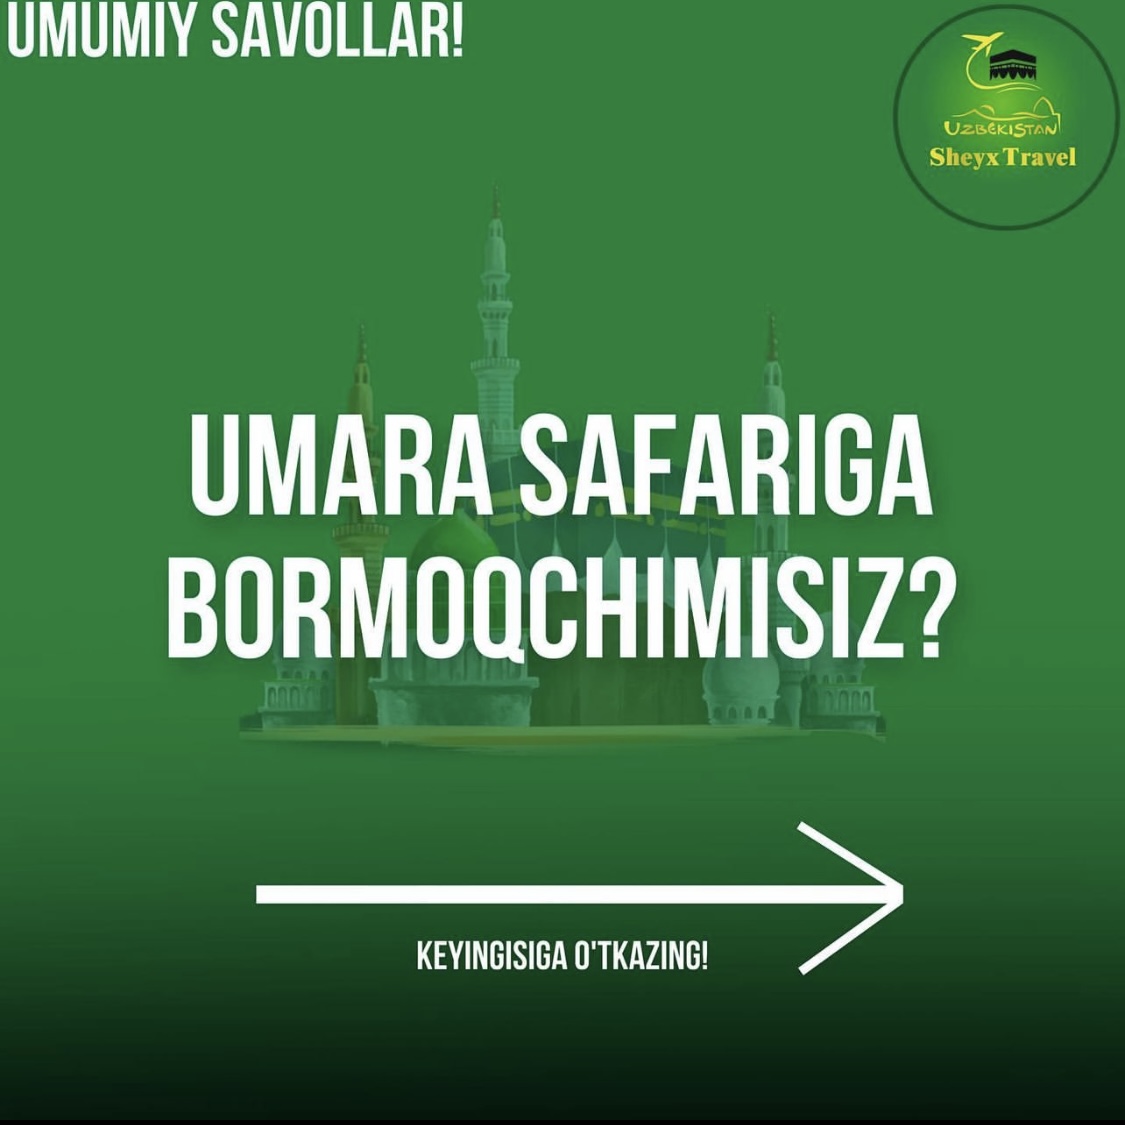 UMUMIY SAVOLLAR!
UZBEKISTAN
Sheyx Travel
UMARA SAFARIGA
BORMOQCHIMISIZ?
KEYINGISIGA O'TKAZING!